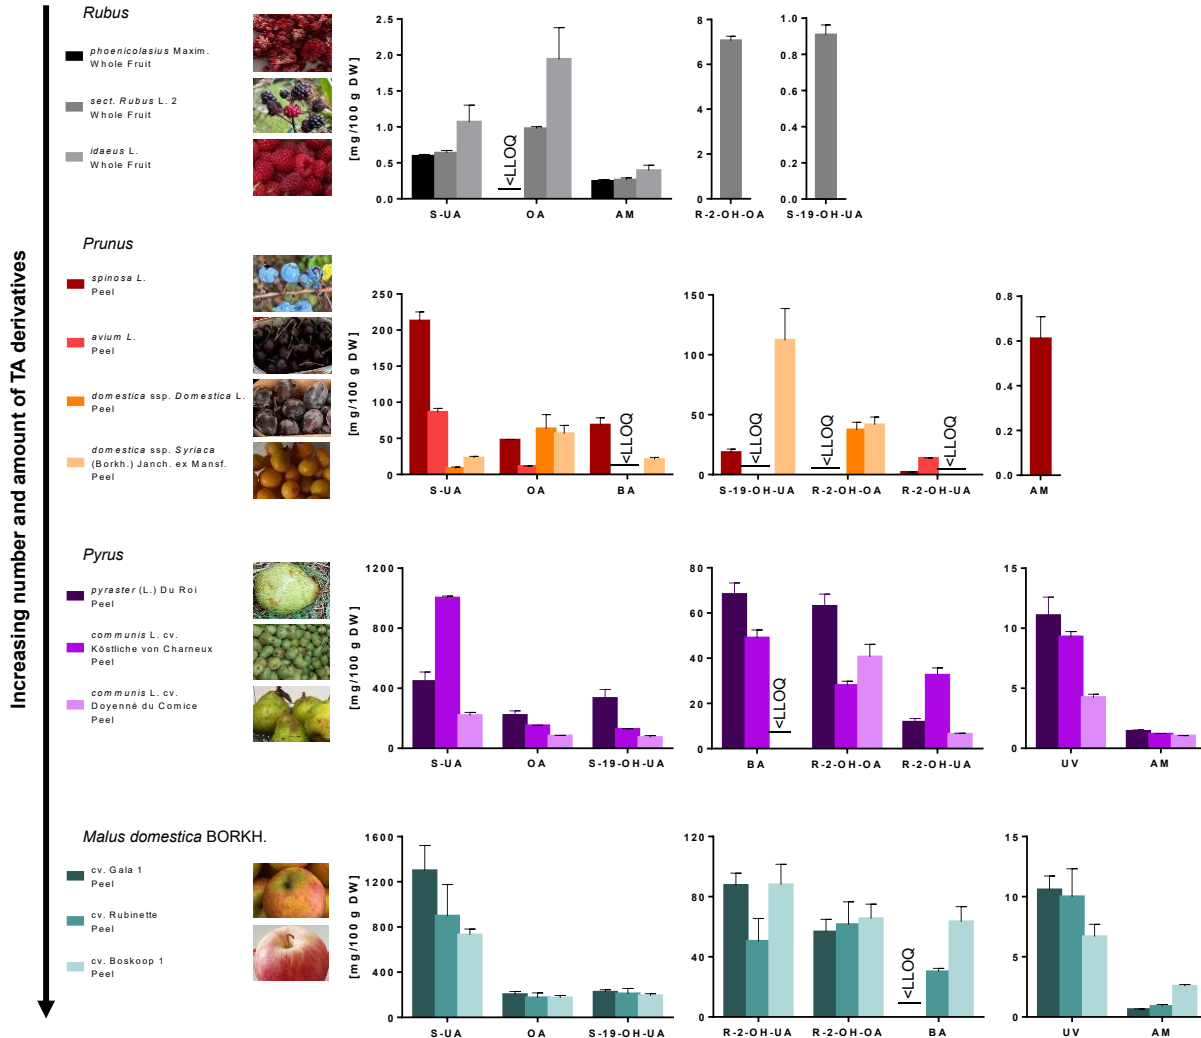 Increasing number and amount of TA derivatives
Rubus
phoenicolasius Maxim.
Whole Fruit
sect. Rubus L. 2
Whole Fruit
idaeus L.
Whole Fruit
[mg/100 g DW]
2.5
2.0
1.5
1.0
0.5
0.0
<LLOQ
S-UA
OA
AM
8
6
4
2
0
R-2-OH-OA
1.0
0.8
0.6
0.4
0.2
0.0
S-19-OH-UA
Prunus
spinosa L.
Peel
avium L.
Peel
domestica ssp. Domestica L.
Peel
domestica ssp. Syriaca
(Borkh.) Janch. ex Mansf.
Peel
[mg/100 g DW]
250
200
150
100
50
0
<LLOQ
S-UA
OA
BA
150
100
50
0
<LLOQ
<LLOQ
<LLOQ
S-19-OH-UA
R-2-OH-OA
R-2-OH-UA
0.8
0.6
0.4
0.2
0.0
AM
Pyrus
pyraster (L.) Du Roi
Peel
communis L. cv.
Köstliche von Charneux
Peel
communis L. cv.
Doyenné du Comice
Peel
[mg/100 g DW]
1200
800
400
0
S-UA
OA
S-19-OH-UA
80
60
40
20
0
<LLOQ
BA
R-2-OH-OA
R-2-OH-UA
15
10
5
0
UV
AM
Malus domestica BORKH.
cv. Gala 1
Peel
cv. Rubinette
Peel
cv. Boskoop 1
Peel
[mg/100 g DW]
1600
1200
800
400
0
S-UA
OA
S-19-OH-UA
120
80
40
0
<LLOQ
R-2-OH-UA
R-2-OH-OA
BA
15
10
5
0
UV
AM